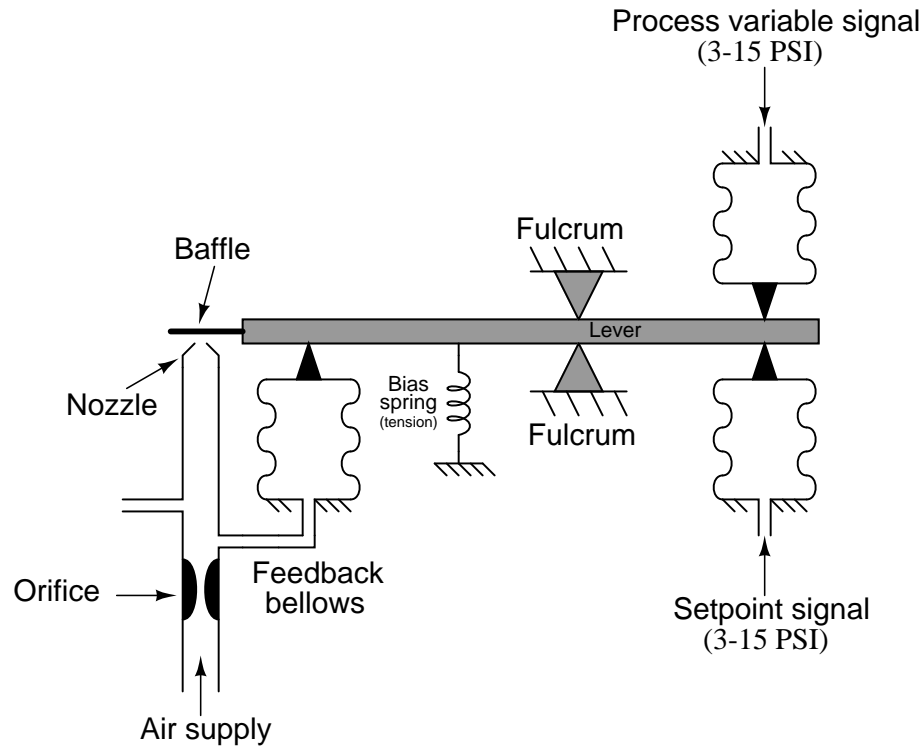 Process variable signal
(3-15 PSI)
Fulcrum
Baffle
Lever
Nozzle
Bias
spring
(tension)
Fulcrum
Orifice
Feedback
bellows
Setpoint signal
(3-15 PSI)
Air supply